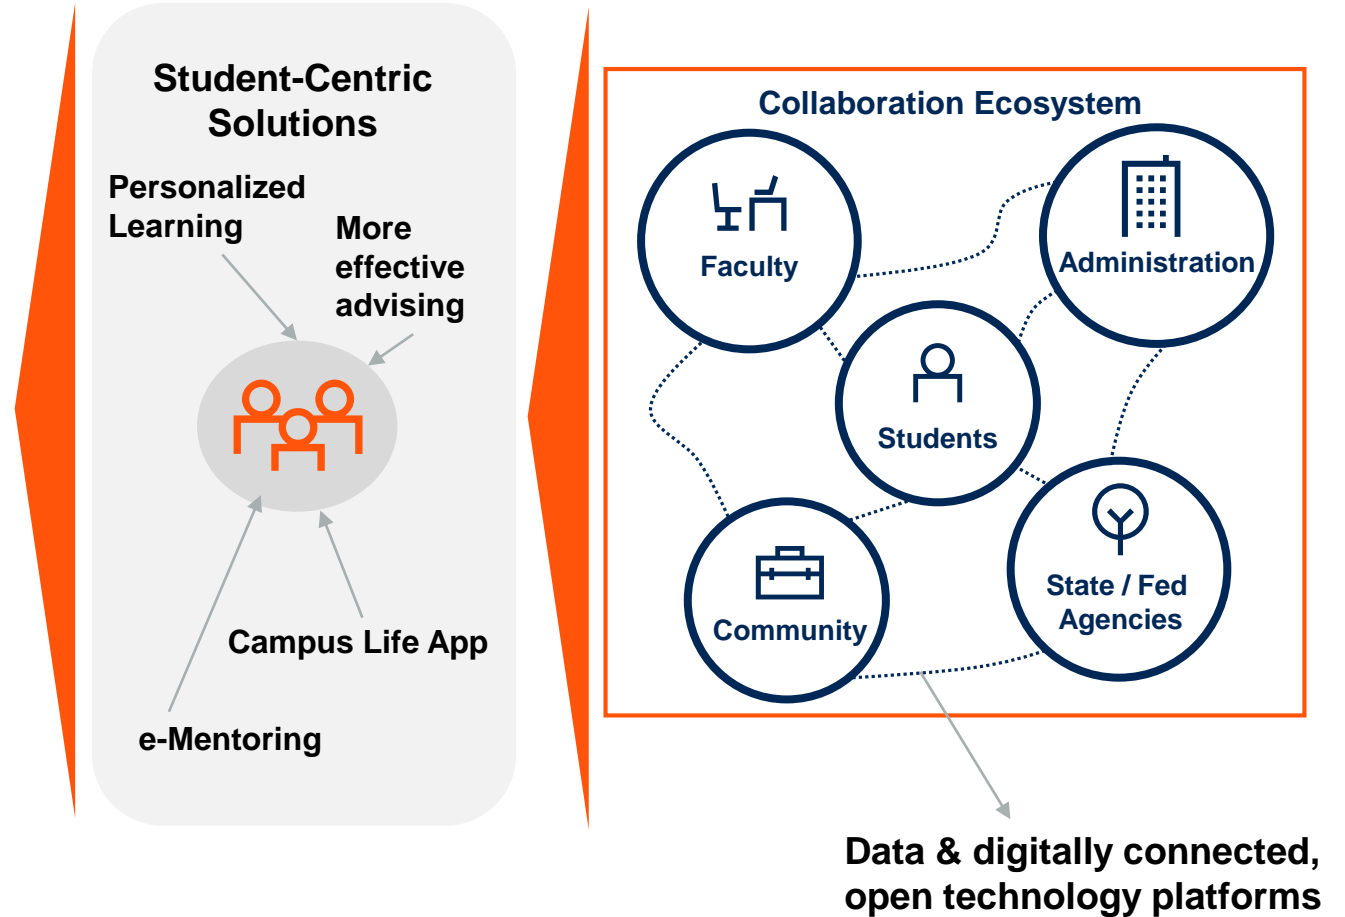 Student-Centric
Solutions
Personalized
Learning
More
effective
advising
Campus Life App
e-Mentoring
Collaboration Ecosystem
Faculty
Administration
Students
Community
State / Fed
Agencies
Data & digitally connected,
open technology platforms